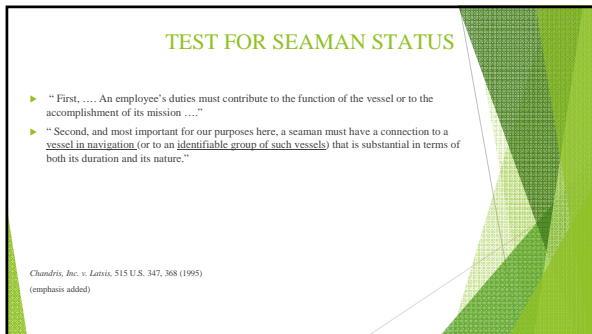 TEST FOR SEAMAN STATUS
“ First, …. An employee’s duties must contribute to the function of the vessel or to the
accomplishment of its mission ….”
“ Second, and most important for our purposes here, a seaman must have a connection to a
vessel in navigation (or to an identifiable group of such vessels) that is substantial in terms of
both its duration and its nature.”
Chandris, Inc. v. Latsis, 515 U.S. 347, 368 (1995)
(emphasis added)